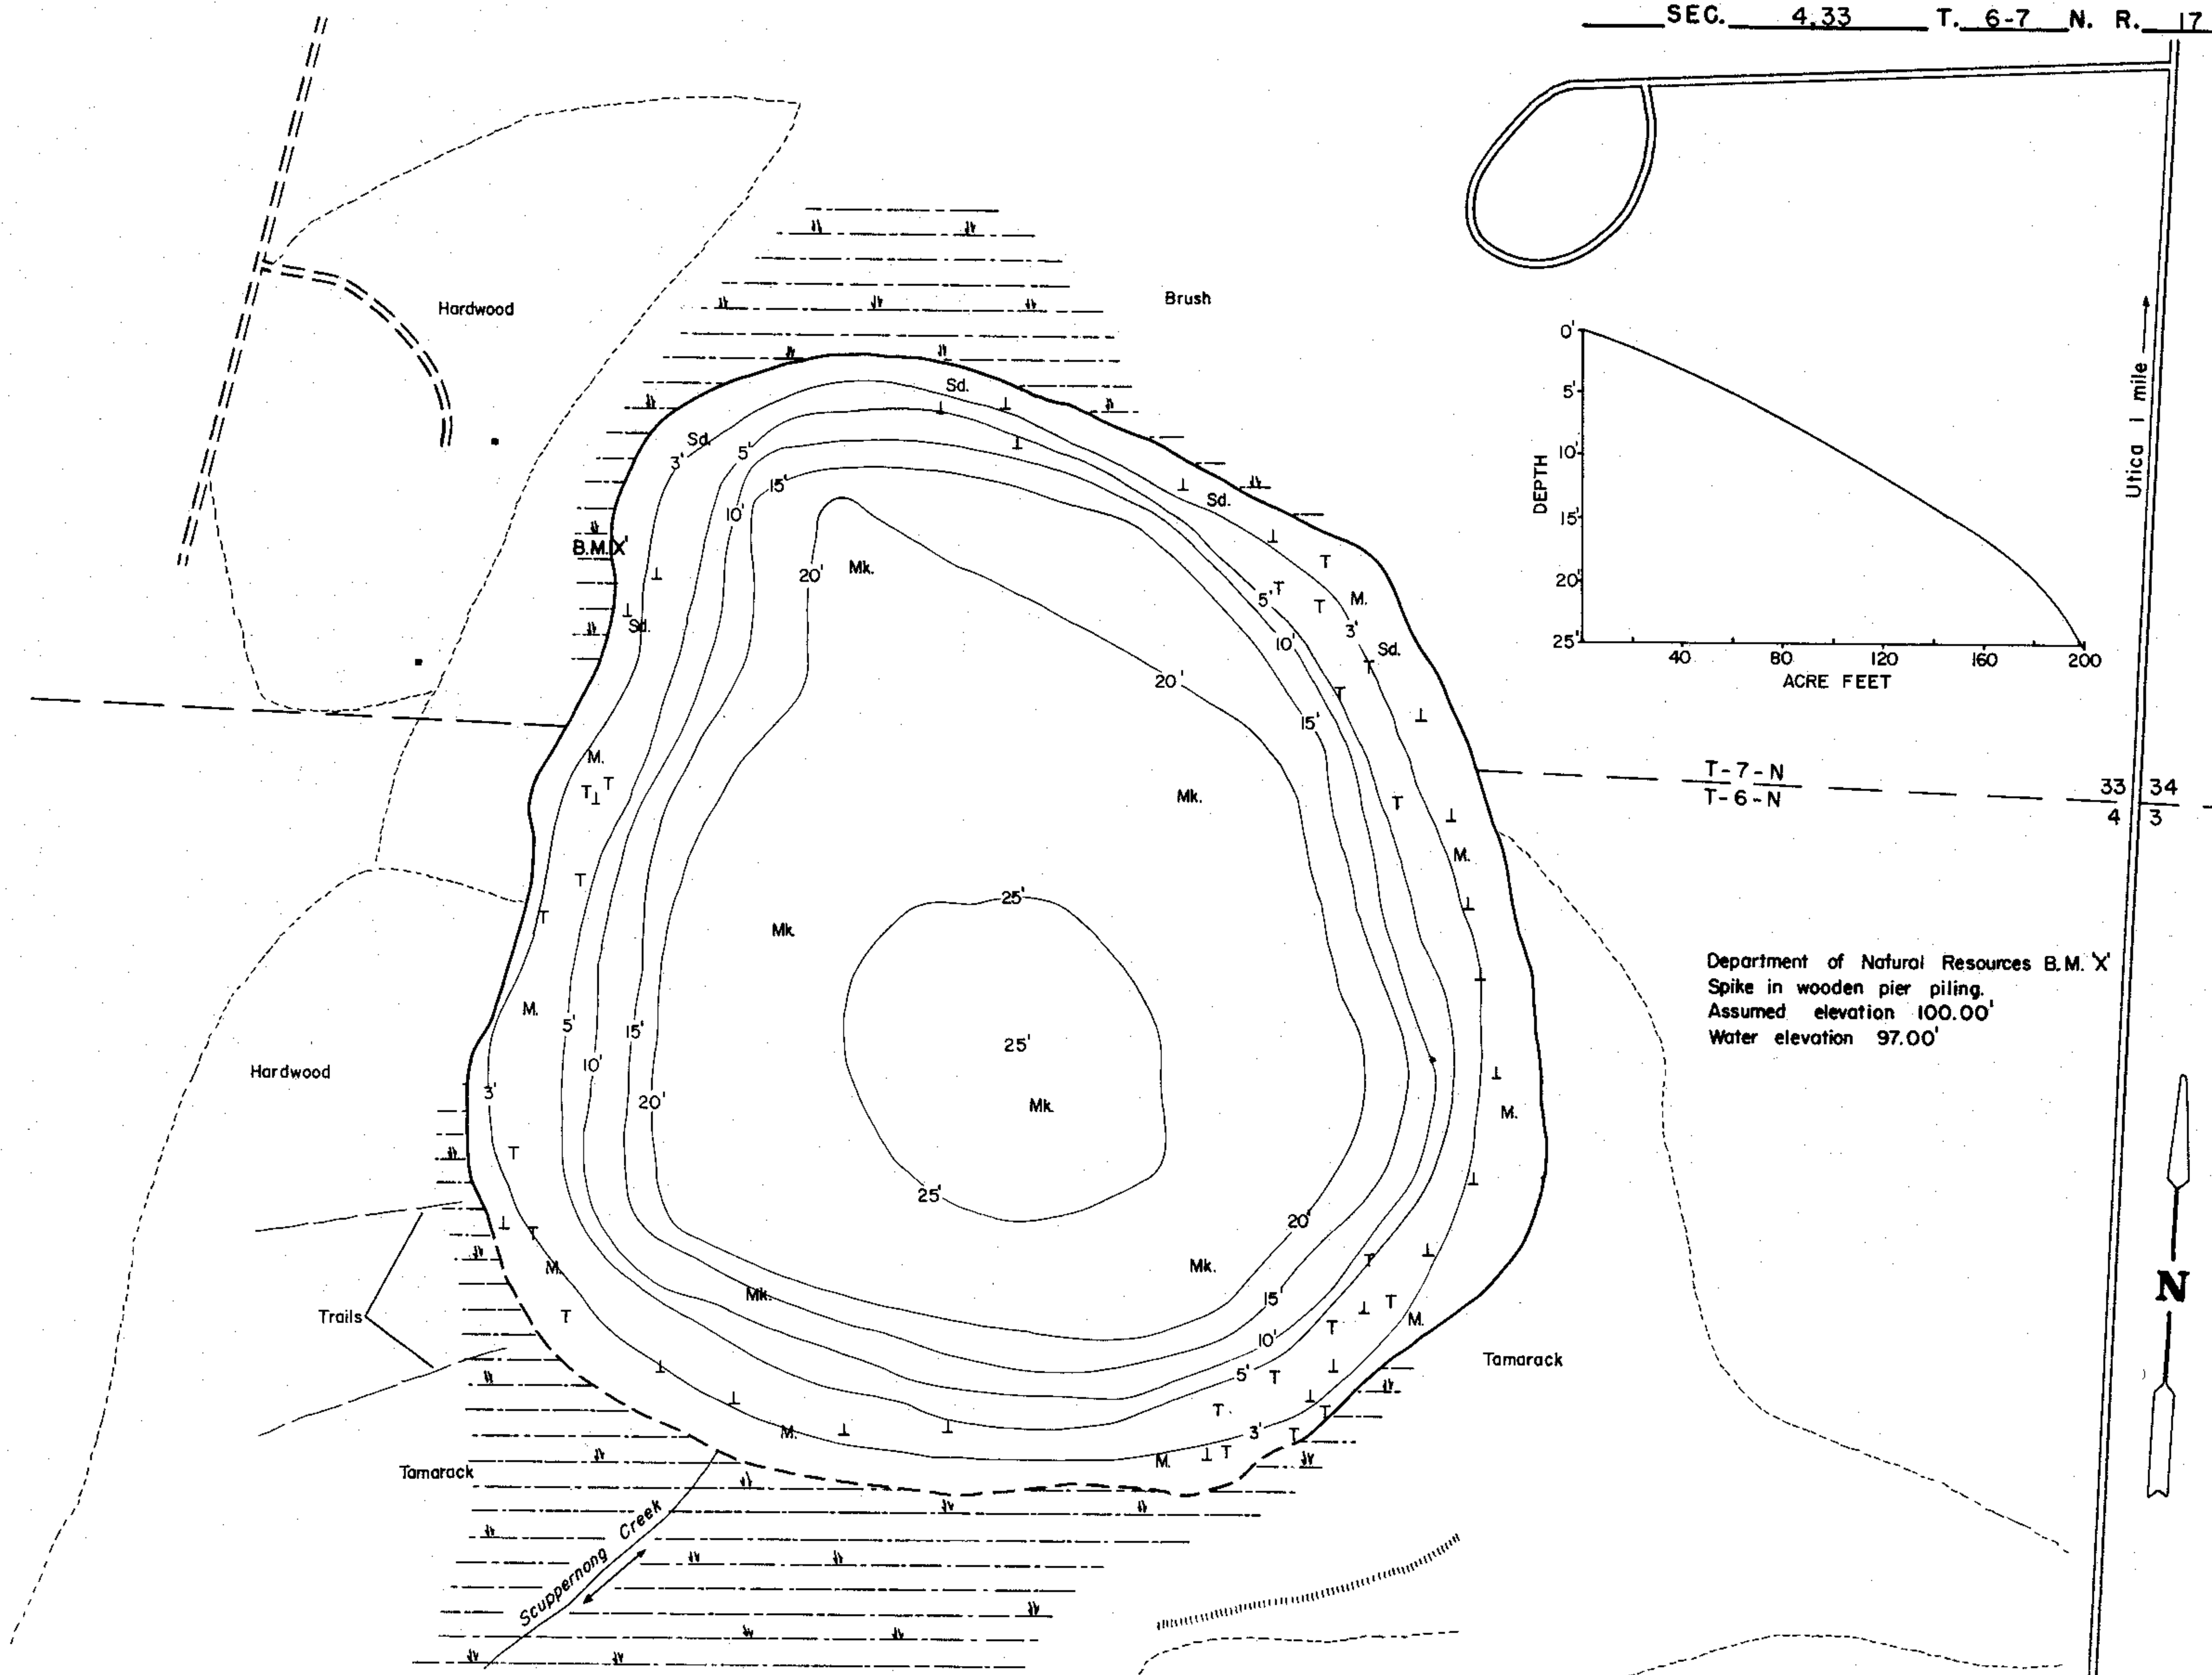 SEC. 4,33 T. 6-7 N. R. 17
Hardwood
Brush
Utica 1 mile
0'
5'
10'
15'
20'
25'
DEPTH
40 80 120 160 200
ACRE FEET
Sd.
Sd.
3'
5'
15'
10'
Sd.
B.M. 'X'
20'
Mk.
5'
M.
3'
Sd.
10'
Sd.
20'
15'
M.
T-7-N
T-6-N
33 34
4 3
Mk.
M.
25'
Mk.
Department of Natural Resources B.M. 'X'
Spike in wooden pier piling.
Assumed elevation 100.00'
Water elevation 97.00'
M.
5'
15'
10'
25'
Hardwood
3'
20'
Mk.
M.
25'
20'
M.
Mk.
Mk.
15'
N
Trails
M.
10'
5'
Tamarack
M.
3'
M.
Tamarack
Scuppernong Creek